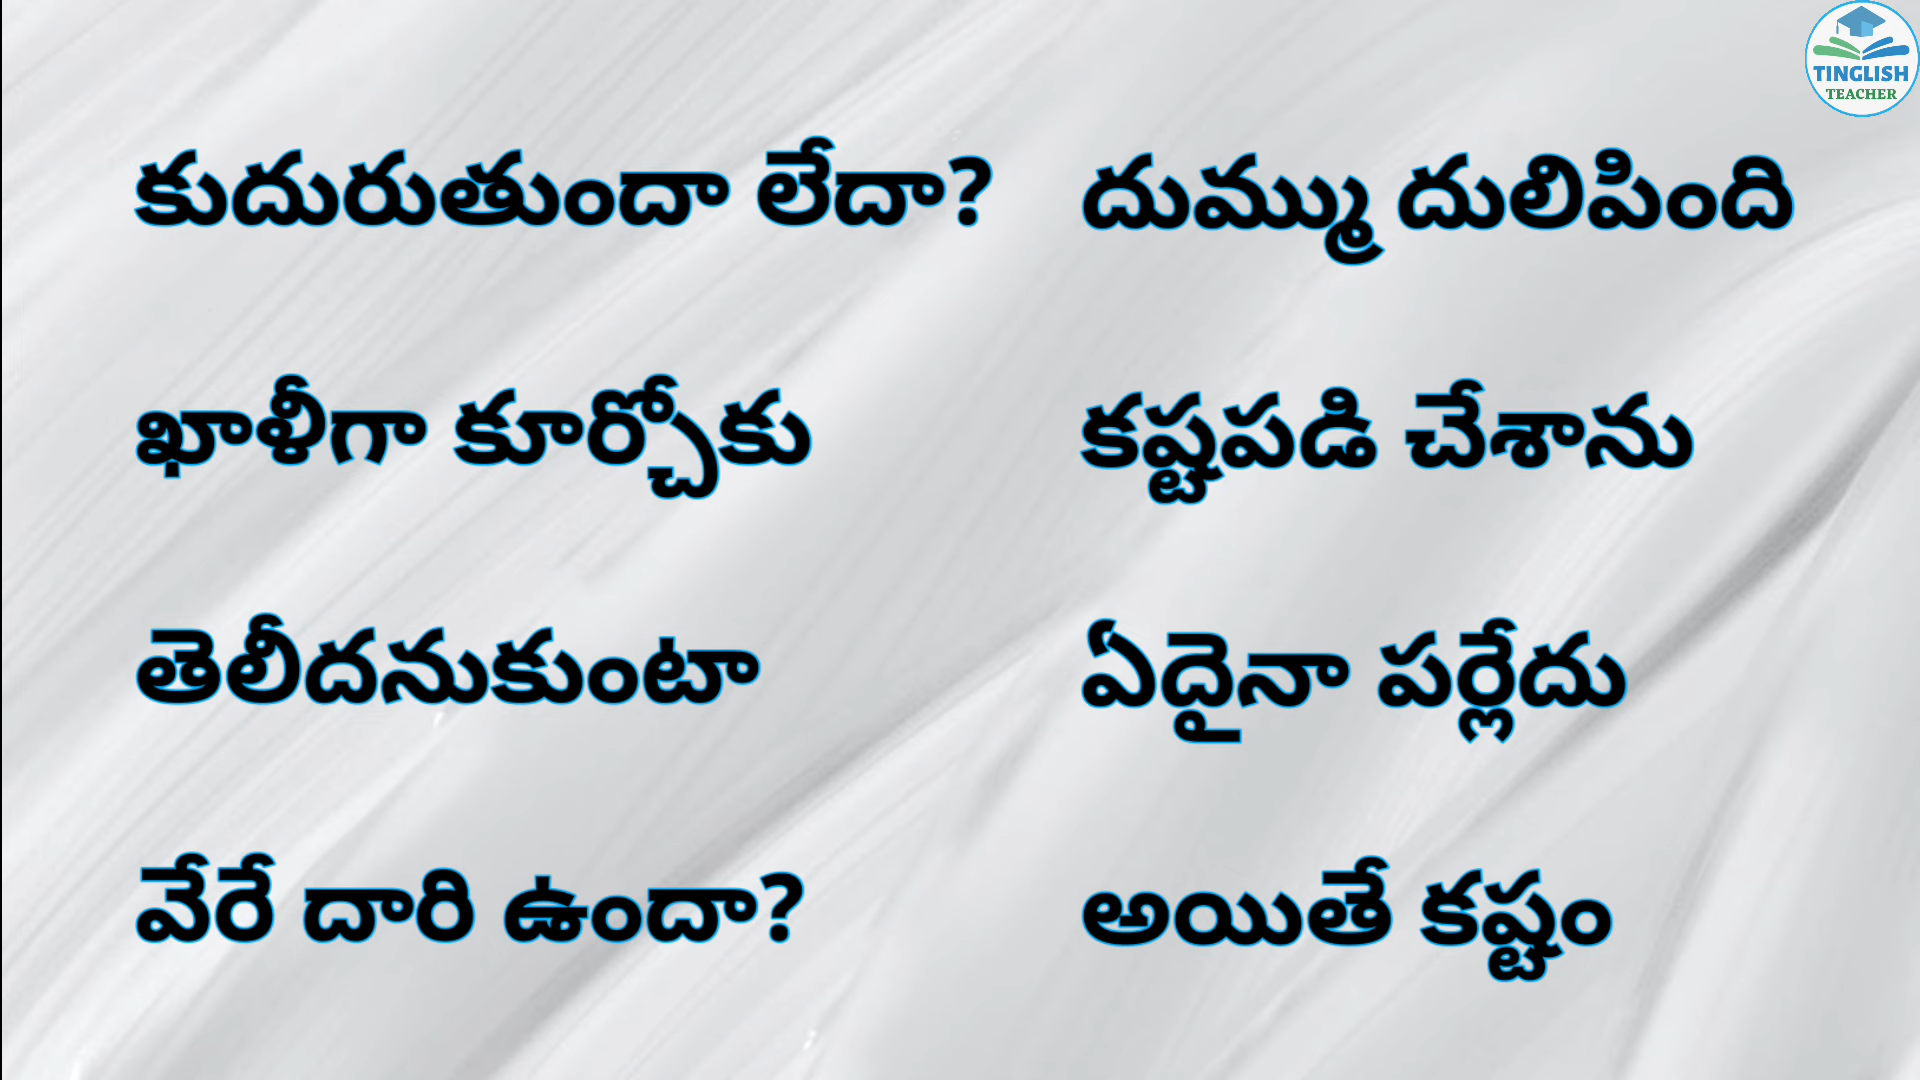 TINGLISH
TEACHER
కుదురుతుందా లేదా?
దుమ్ము దులిపింది
ఖాళీగా కూర్చోకు
కష్టపడి చేశాను
తెలీదనుకుంటా
ఏదైనా పర్లేదు
వేరే దారి ఉందా?
అయితే కష్టం